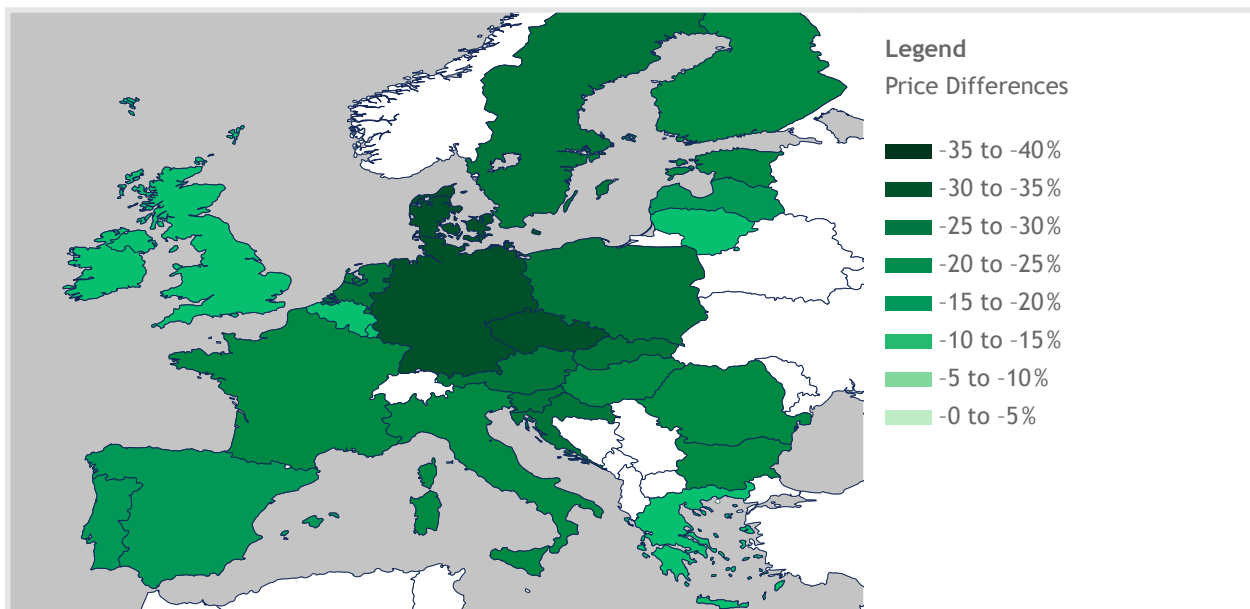 Legend
Price Differences
-35 to -40%
-30 to -35%
-25 to -30%
-20 to -25%
-15 to -20%
-10 to -15%
-5 to -10%
-0 to -5%